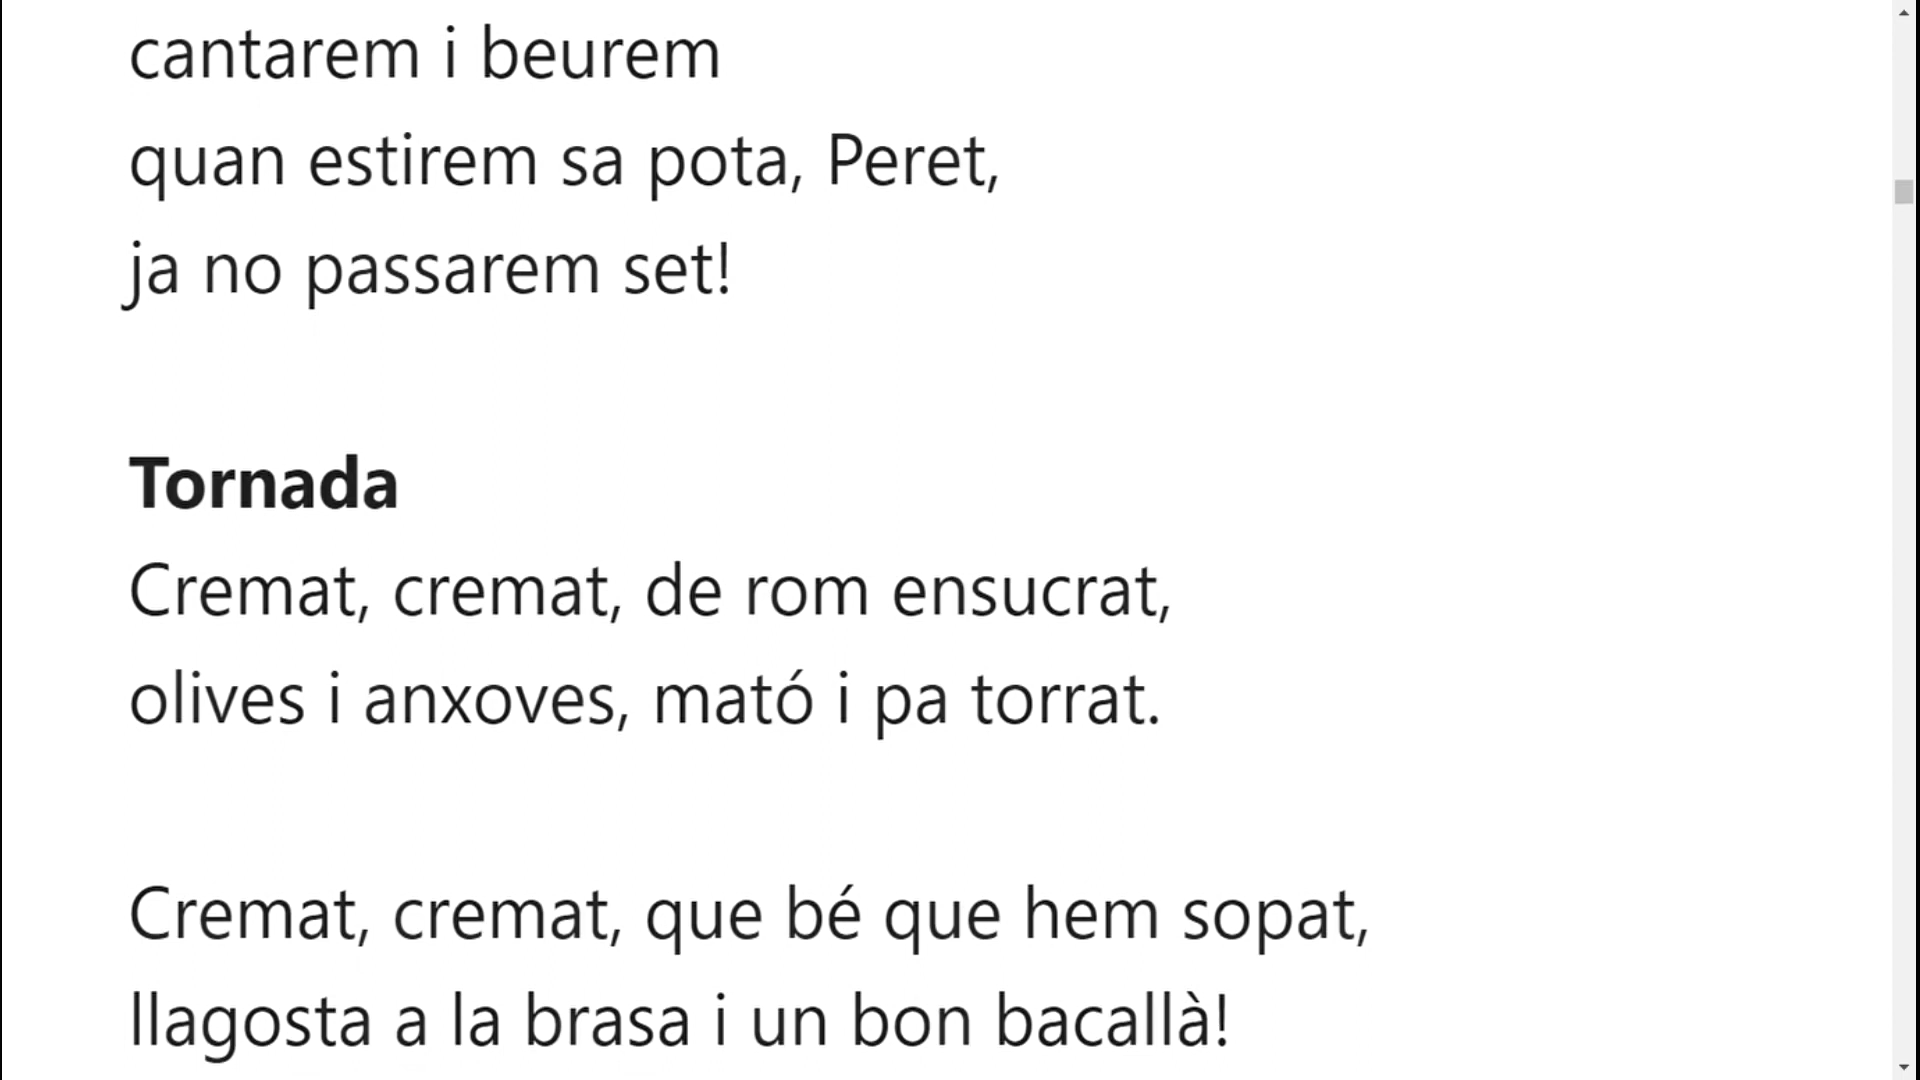 cantarem i beurem
quan estirem sa pota, Peret,
ja no passarem set!
Tornada
Cremat, cremat, de rom ensucrat,
olives i anxoves, mató i pa torrat.
Cremat, cremat, que bé que hem sopat,
llagosta a la brasa i un bon bacallà!